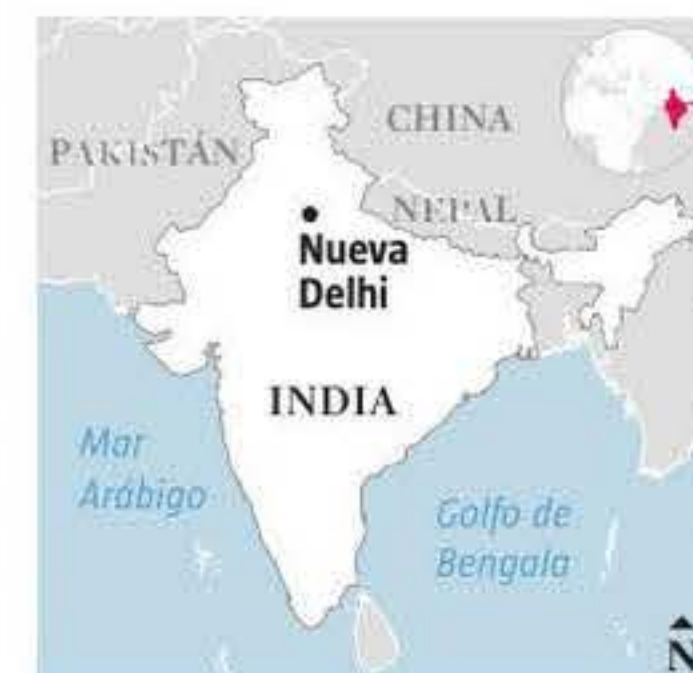 CHINA
PAKISTÁN
NEPAL
Nueva
Delhi
INDIA
Mar
Arábigo
Golfo de
Bengala
N